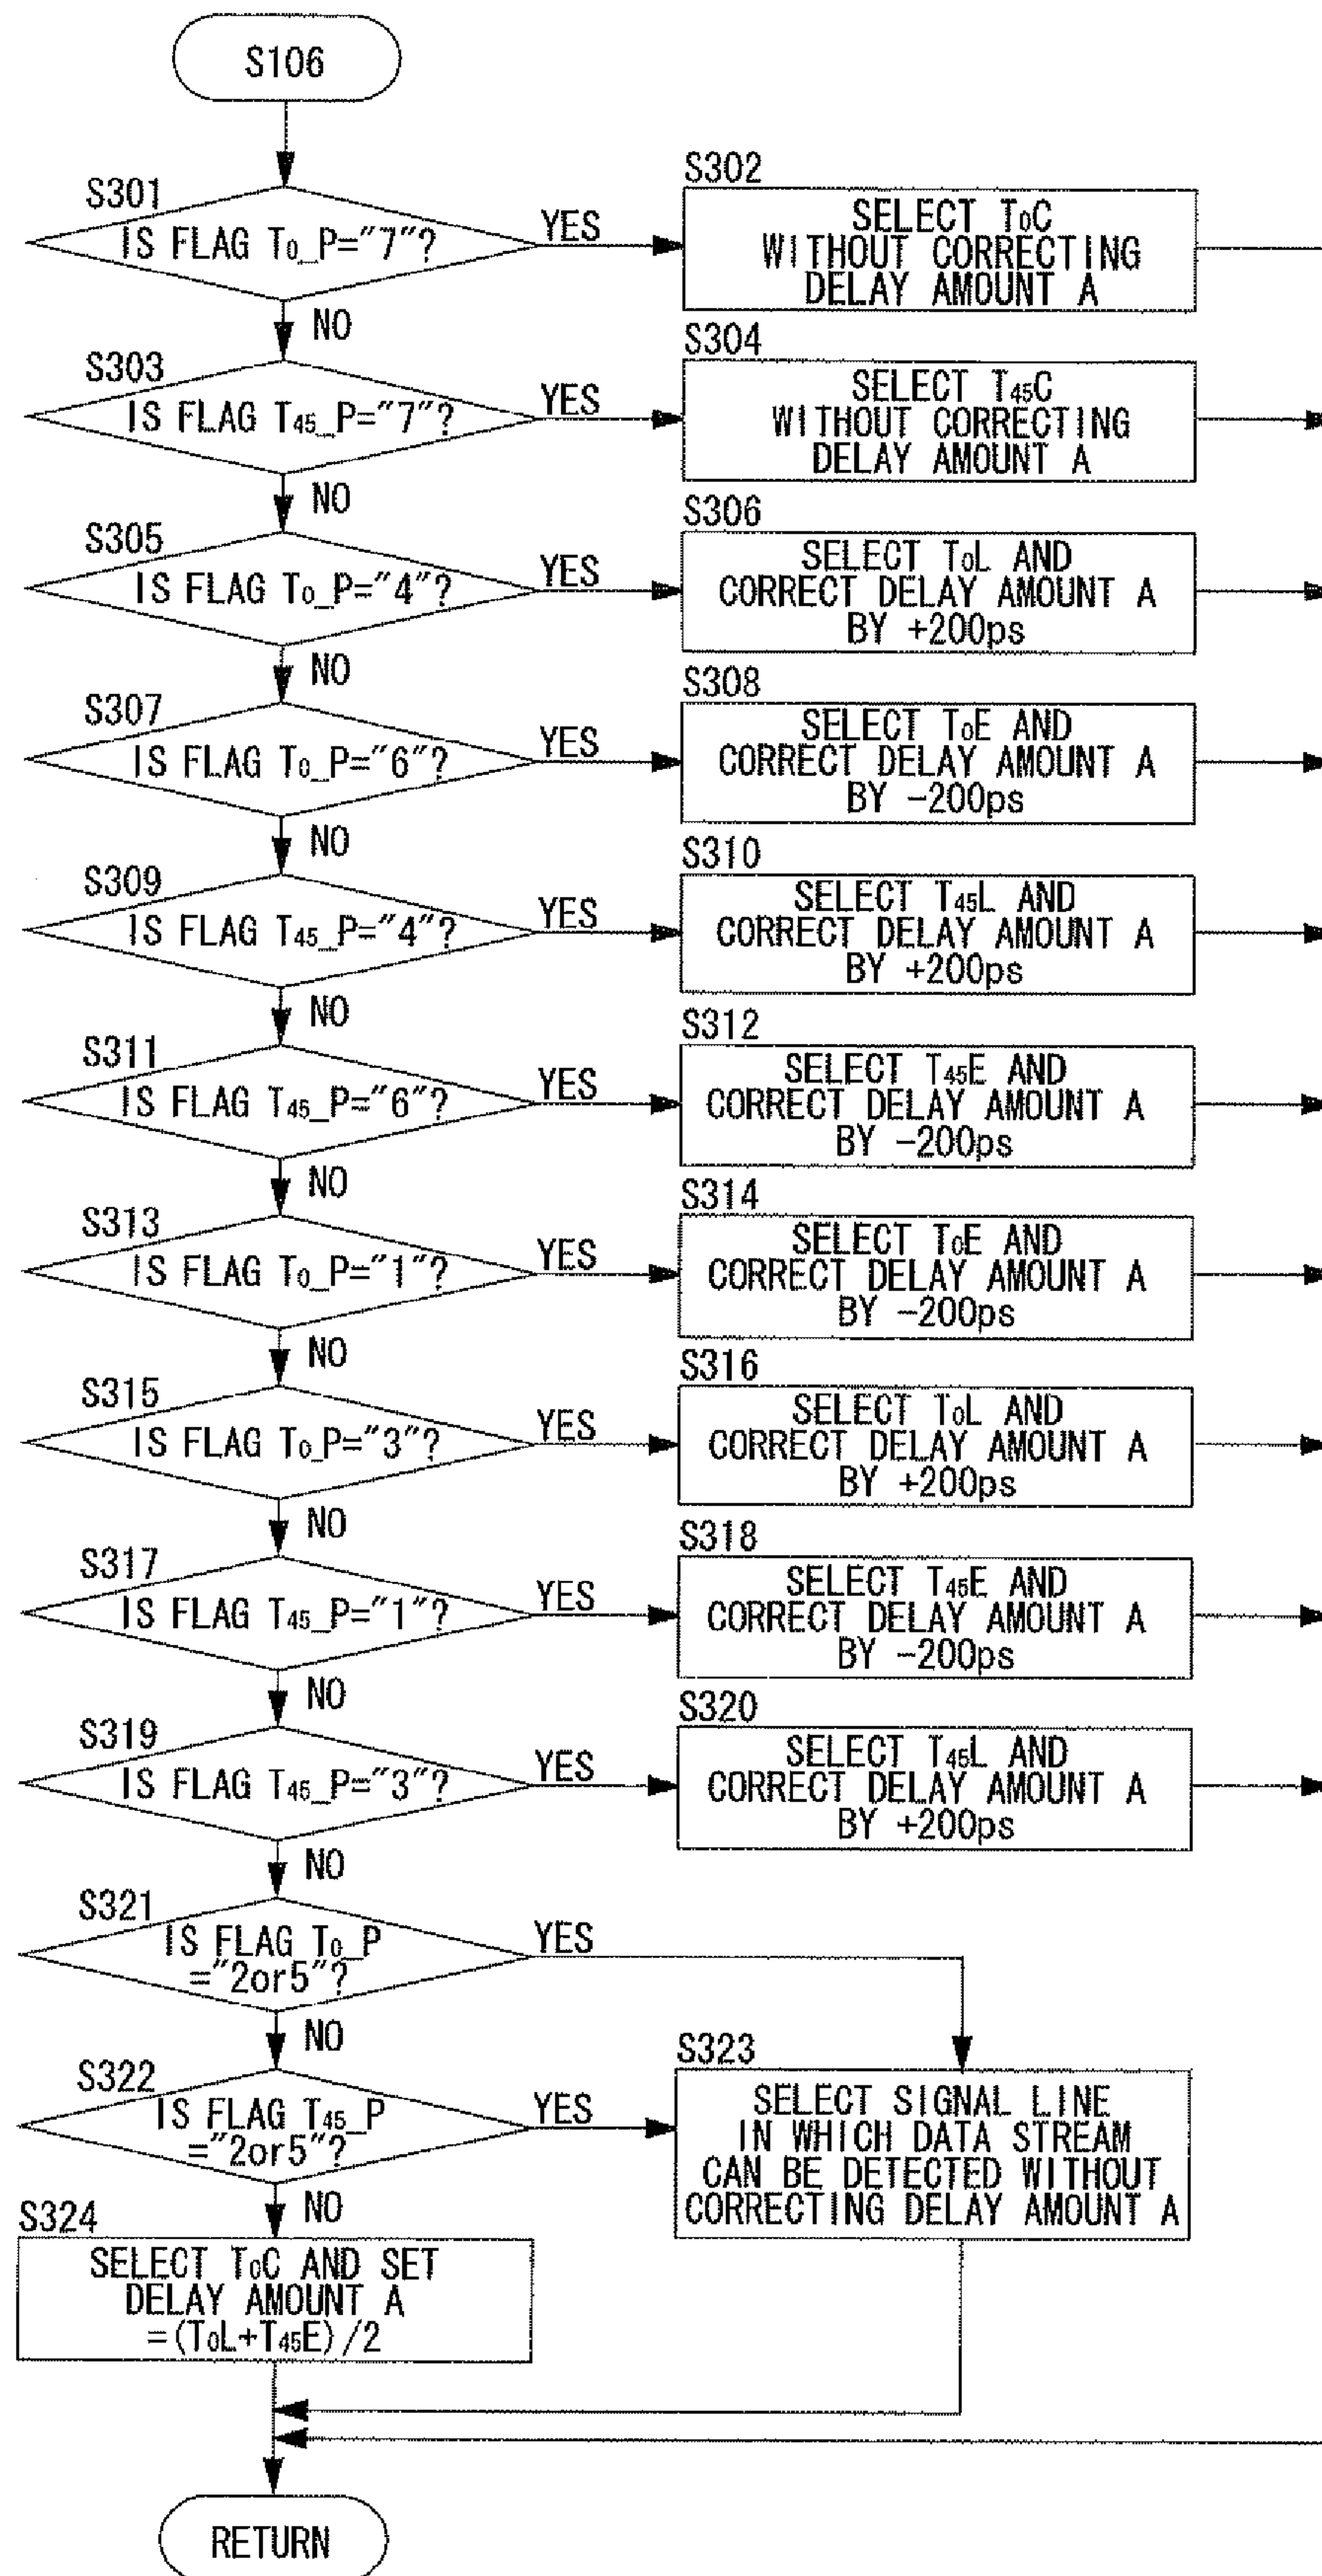 S106
S301
IS FLAG T₀_P="7"?
YES
NO
S302
SELECT T₀C
WITHOUT CORRECTING
DELAY AMOUNT A
S303
IS FLAG T₄₅_P="7"?
YES
NO
S304
SELECT T₄₅C
WITHOUT CORRECTING
DELAY AMOUNT A
S305
IS FLAG T₀_P="4"?
YES
NO
S306
SELECT T₀L AND
CORRECT DELAY AMOUNT A
BY +200ps
S307
IS FLAG T₀_P="6"?
YES
NO
S308
SELECT T₀E AND
CORRECT DELAY AMOUNT A
BY -200ps
S309
IS FLAG T₄₅_P="4"?
YES
NO
S310
SELECT T₄₅L AND
CORRECT DELAY AMOUNT A
BY +200ps
S311
IS FLAG T₄₅_P="6"?
YES
NO
S312
SELECT T₄₅E AND
CORRECT DELAY AMOUNT A
BY -200ps
S313
IS FLAG T₀_P="1"?
YES
NO
S314
SELECT T₀E AND
CORRECT DELAY AMOUNT A
BY -200ps
S315
IS FLAG T₀_P="3"?
YES
NO
S316
SELECT T₀L AND
CORRECT DELAY AMOUNT A
BY +200ps
S317
IS FLAG T₄₅_P="1"?
YES
NO
S318
SELECT T₄₅E AND
CORRECT DELAY AMOUNT A
BY -200ps
S319
IS FLAG T₄₅_P="3"?
YES
NO
S320
SELECT T₄₅L AND
CORRECT DELAY AMOUNT A
BY +200ps
S321
IS FLAG T₀_P
="2or5"?
YES
NO
S322
IS FLAG T₄₅_P
="2or5"?
YES
NO
S323
SELECT SIGNAL LINE
IN WHICH DATA STREAM
CAN BE DETECTED WITHOUT
CORRECTING DELAY AMOUNT A
S324
SELECT T₀C AND SET
DELAY AMOUNT A
=(T₀L+T₄₅E)/2
RETURN